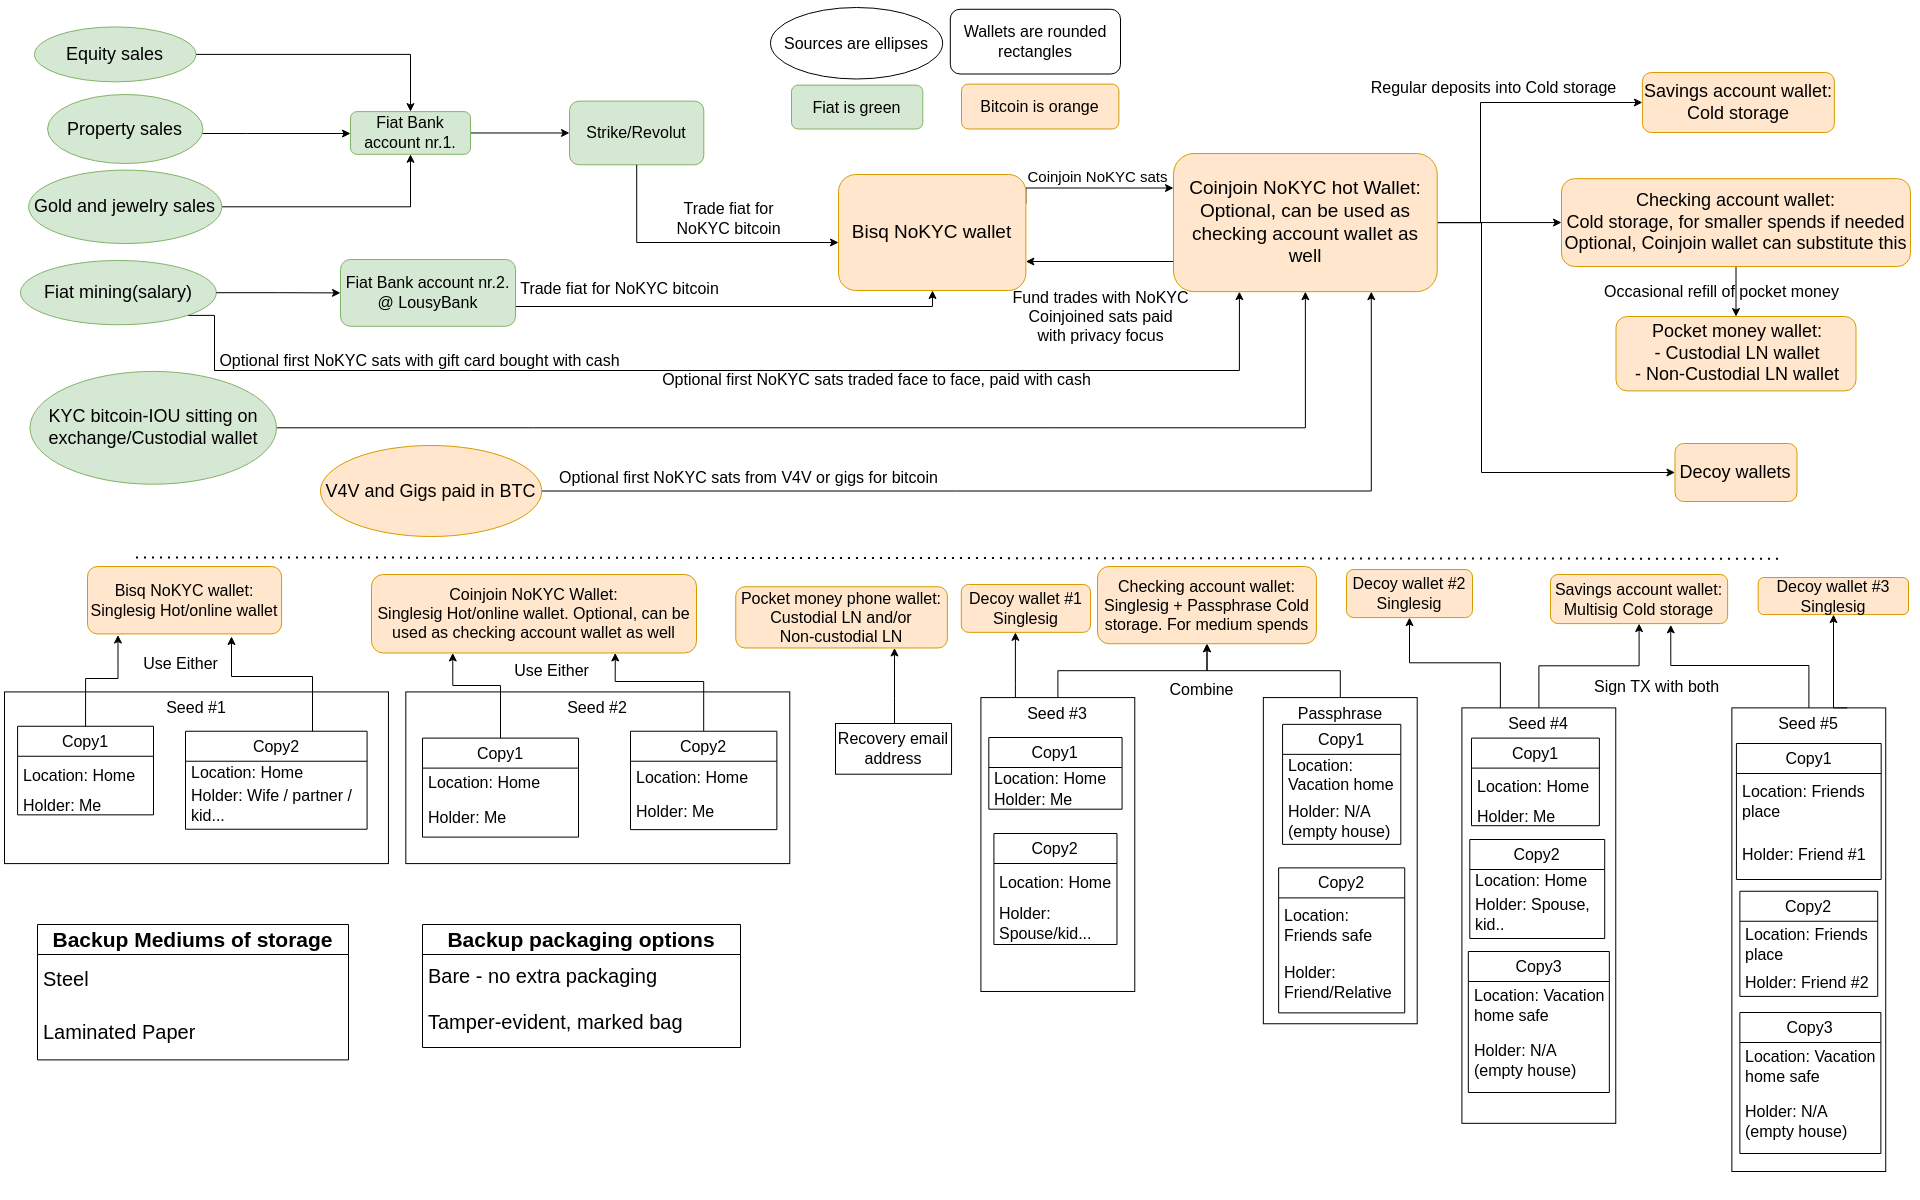 Equity sales
Property sales
Gold and jewelry sales
Fiat mining(salary)
KYC bitcoin-IOU sitting on
exchange/Custodial wallet
V4V and Gigs paid in BTC
Fiat Bank
account nr.1.
Strike/Revolut
Fiat Bank account nr.2.
@ LousyBank
Sources are ellipses
Wallets are rounded
rectangles
Fiat is green
Bitcoin is orange
Trade fiat for
NoKYC bitcoin
Trade fiat for NoKYC bitcoin
Bisq NoKYC wallet
Coinjoin NoKYC sats
Fund trades with NoKYC
Coinjoined sats paid
with privacy focus
Optional first NoKYC sats with gift card bought with cash
Optional first NoKYC sats traded face to face, paid with cash
Optional first NoKYC sats from V4V or gigs for bitcoin
Coinjoin NoKYC hot Wallet:
Optional, can be used as
checking account wallet as
well
Regular deposits into Cold storage
Savings account wallet:
Cold storage
Checking account wallet:
Cold storage, for smaller spends if needed
Optional, Coinjoin wallet can substitute this
Occasional refill of pocket money
Pocket money wallet:
- Custodial LN wallet
- Non-Custodial LN wallet
Decoy wallets
Bisq NoKYC wallet:
Singlesig Hot/online wallet
Use Either
Seed #1
Copy1
Location: Home
Holder: Me
Copy2
Location: Home
Holder: Wife / partner /
kid...
Coinjoin NoKYC Wallet:
Singlesig Hot/online wallet. Optional, can be
used as checking account wallet as well
Use Either
Seed #2
Copy1
Location: Home
Holder: Me
Copy2
Location: Home
Holder: Me
Pocket money phone wallet:
Custodial LN and/or
Non-custodial LN
Recovery email
address
Decoy wallet #1
Singlesig
Checking account wallet:
Singlesig + Passphrase Cold
storage. For medium spends
Combine
Seed #3
Copy1
Location: Home
Holder: Me
Copy2
Location: Home
Holder:
Spouse/kid...
Passphrase
Copy1
Location:
Vacation home
Holder: N/A
(empty house)
Copy2
Location:
Friends safe
Holder:
Friend/Relative
Decoy wallet #2
Singlesig
Savings account wallet:
Multisig Cold storage
Decoy wallet #3
Singlesig
Sign TX with both
Seed #4
Copy1
Location: Home
Holder: Me
Copy2
Location: Home
Holder: Spouse,
kid..
Copy3
Location: Vacation
home safe
Holder: N/A
(empty house)
Seed #5
Copy1
Location: Friends
place
Holder: Friend #1
Copy2
Location: Friends
place
Holder: Friend #2
Copy3
Location: Vacation
home safe
Holder: N/A
(empty house)
Backup Mediums of storage
Steel
Laminated Paper
Backup packaging options
Bare - no extra packaging
Tamper-evident, marked bag